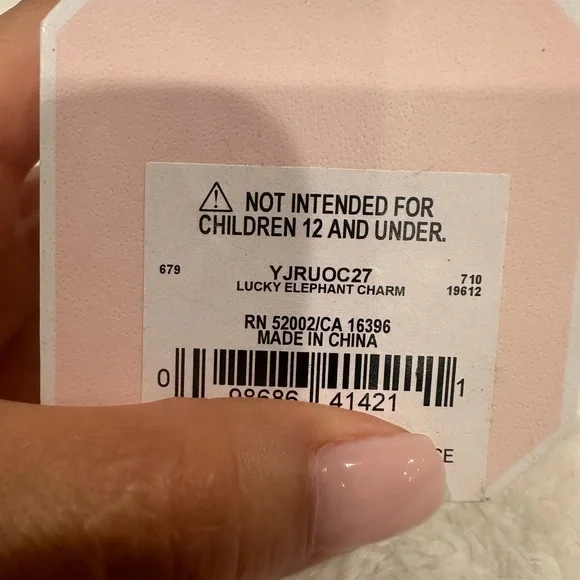 ⚠ NOT INTENDED FOR
CHILDREN 12 AND UNDER.
679 YJRUOC27 710
LUCKY ELEPHANT CHARM 19612
RN 52002/CA 16396
MADE IN CHINA
0 98686 41421 1